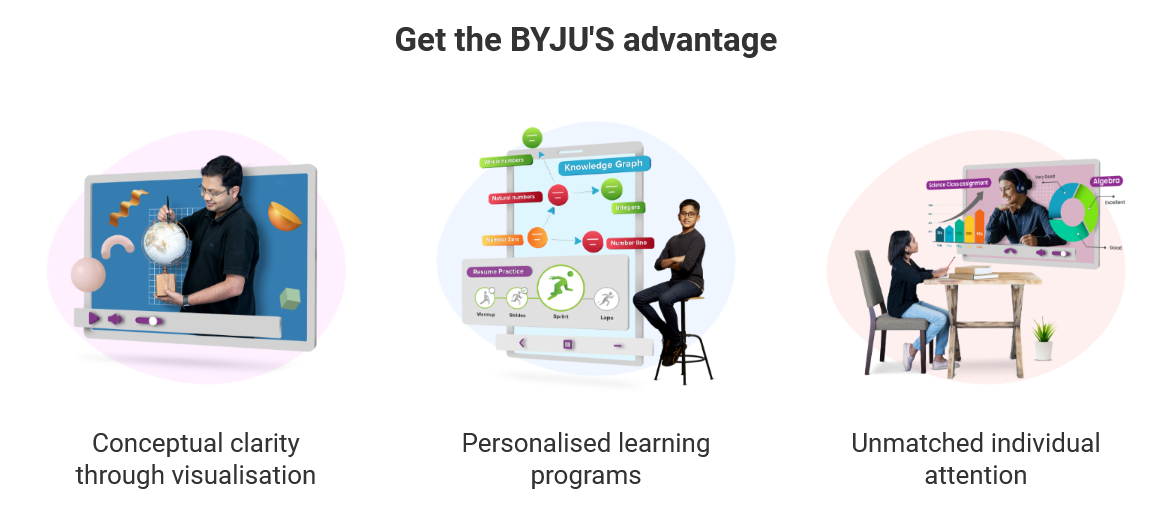 Get the BYJU'S advantage
Whole numbers
Knowledge Graph
Natural numbers
Integers
Number Zero
Number line
Resume Practice
Warmup
Guides
Sprint
Laps
Science Class assignment
Very Good
Algebra
Excellent
Good
Conceptual clarity
through visualisation
Personalised learning
programs
Unmatched individual
attention